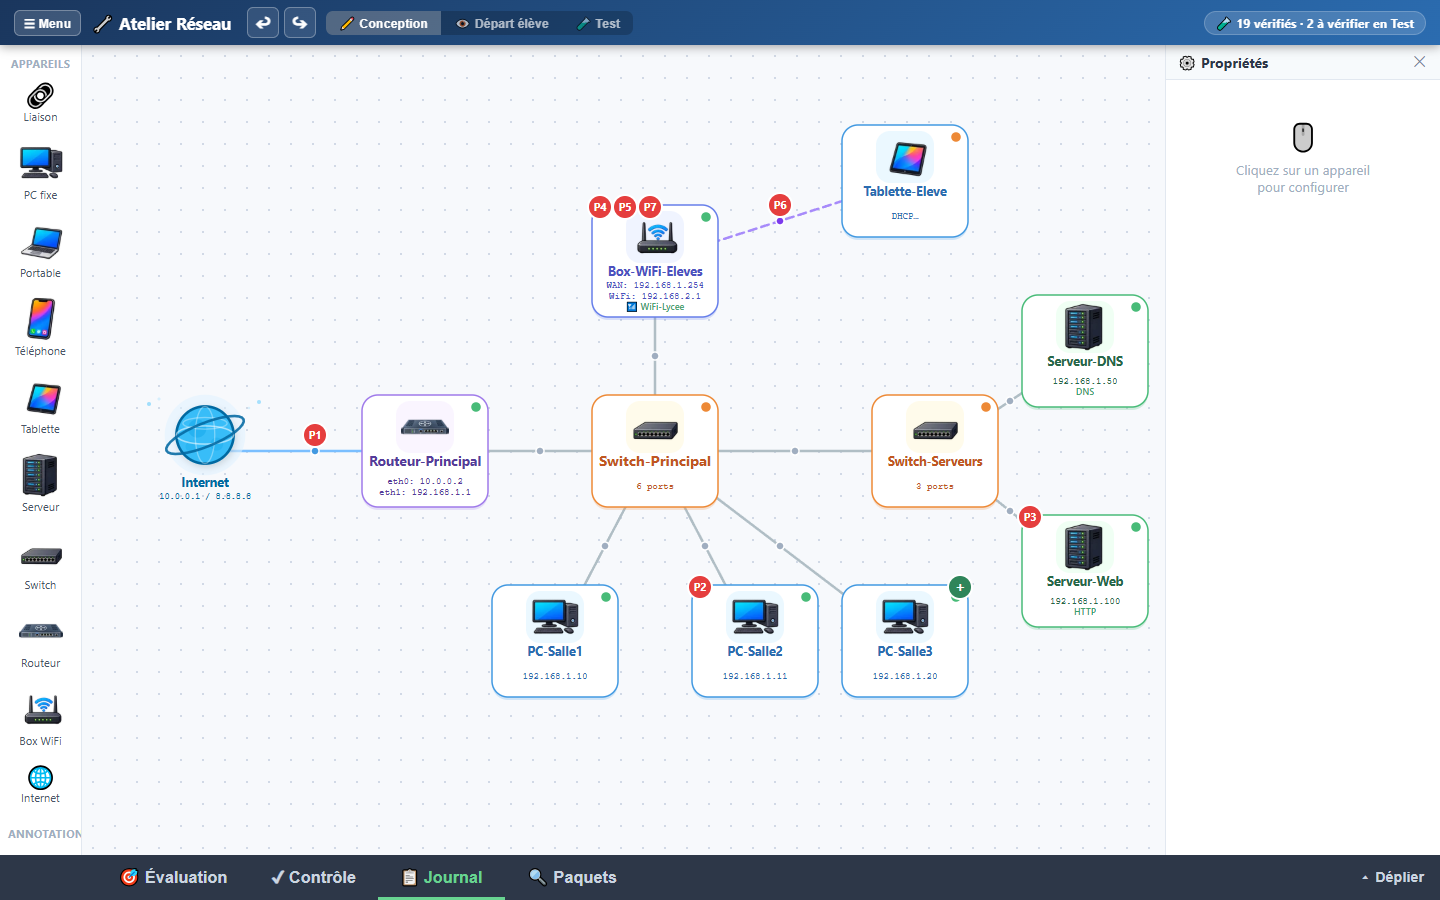 ☰ Menu
Atelier Réseau
Conception
Départ élève
Test
19 vérifiés · 2 à vérifier en Test
APPAREILS
Liaison
PC fixe
Portable
Téléphone
Tablette
Serveur
Switch
Routeur
Box WiFi
Internet
ANNOTATION
Propriétés
Cliquez sur un appareil
pour configurer
Tablette-Eleve
DHCP…
P6
P4 P5 P7
Box-WiFi-Eleves
WAN: 192.168.1.254
WiFi: 192.168.2.1
WiFi-Lycee
Serveur-DNS
192.168.1.50
DNS
P1
Internet
10.0.0.1 / 8.8.8.8
Routeur-Principal
eth0: 10.0.0.2
eth1: 192.168.1.1
Switch-Principal
6 ports
Switch-Serveurs
3 ports
P3
Serveur-Web
192.168.1.100
HTTP
PC-Salle1
192.168.1.10
P2
PC-Salle2
192.168.1.11
+
PC-Salle3
192.168.1.20
Évaluation
Contrôle
Journal
Paquets
Déplier